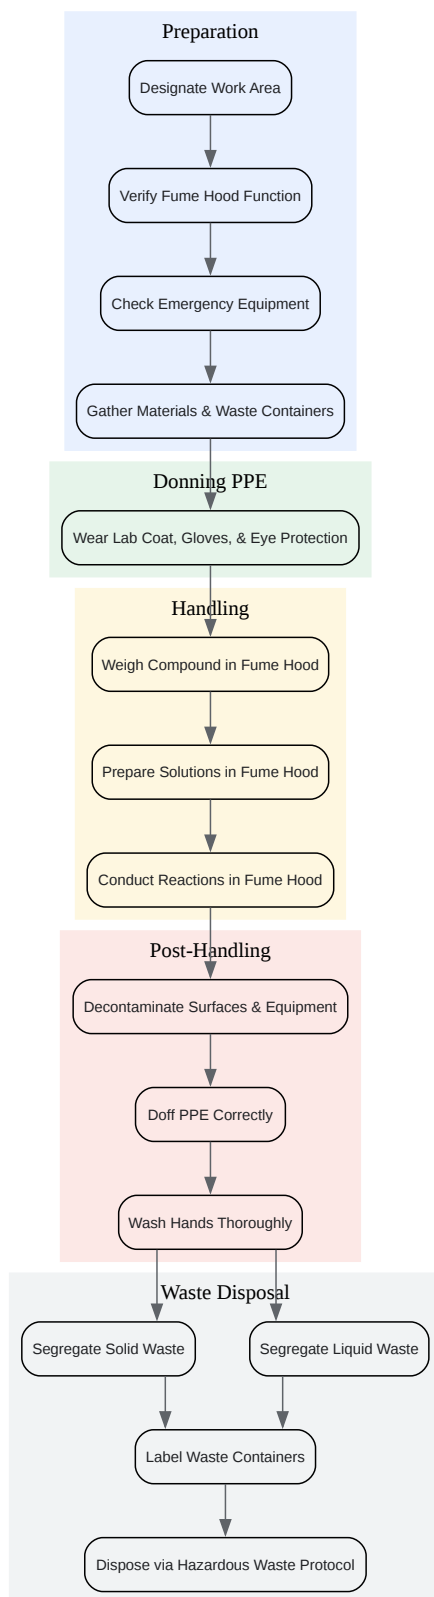 Preparation
Designate Work Area
Verify Fume Hood Function
Check Emergency Equipment
Gather Materials & Waste Containers
Donning PPE
Wear Lab Coat, Gloves, & Eye Protection
Handling
Weigh Compound in Fume Hood
Prepare Solutions in Fume Hood
Conduct Reactions in Fume Hood
Post-Handling
Decontaminate Surfaces & Equipment
Doff PPE Correctly
Wash Hands Thoroughly
Waste Disposal
Segregate Solid Waste
Segregate Liquid Waste
Label Waste Containers
Dispose via Hazardous Waste Protocol